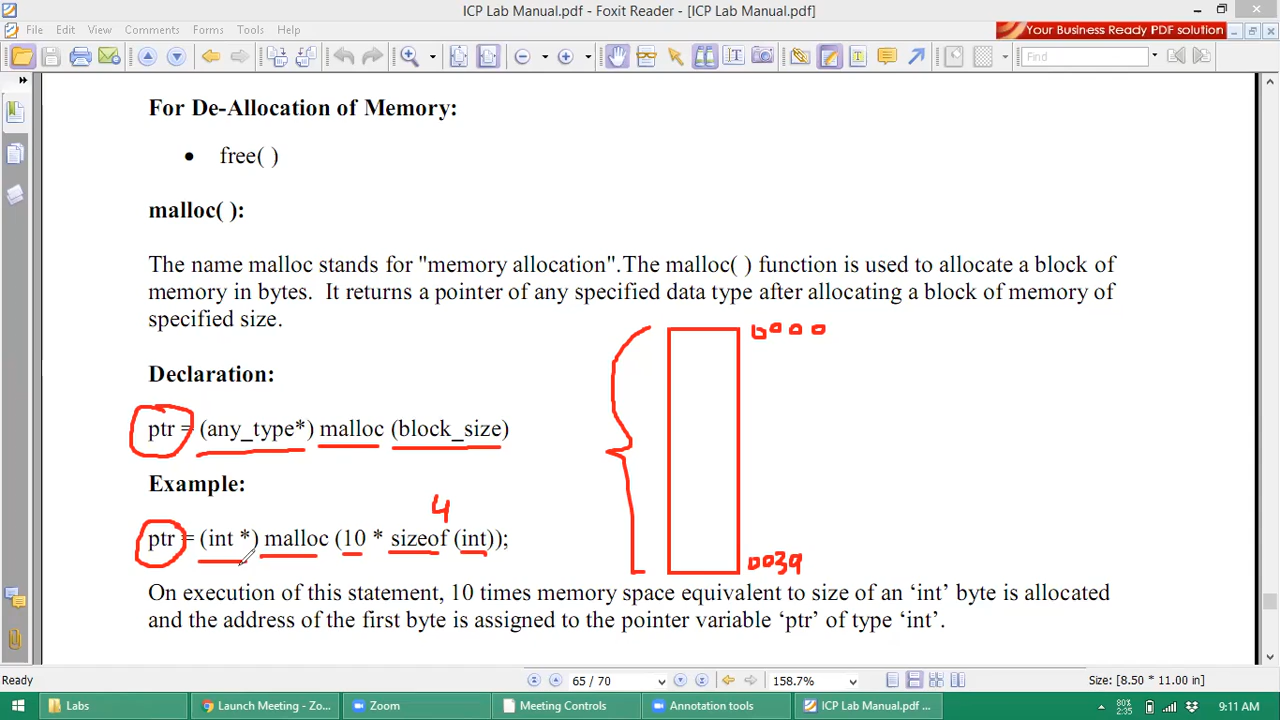 ICP Lab Manual.pdf - Foxit Reader - [ICP Lab Manual.pdf]
File Edit View Comments Forms Tools Help
Your Business Ready PDF solution
Find
For De-Allocation of Memory:
• free( )
malloc( ):
The name malloc stands for "memory allocation".The malloc( ) function is used to allocate a block of
memory in bytes. It returns a pointer of any specified data type after allocating a block of memory of
specified size.
0000
Declaration:
ptr = (any_type*) malloc (block_size)
Example:
4
ptr = (int *) malloc (10 * sizeof (int));
0039
On execution of this statement, 10 times memory space equivalent to size of an ‘int’ byte is allocated
and the address of the first byte is assigned to the pointer variable ‘ptr’ of type ‘int’.
Ready
65 / 70
158.7%
Size: [8.50 * 11.00 in]
Labs
Launch Meeting - Zo...
Zoom
Meeting Controls
Annotation tools
ICP Lab Manual.pdf ...
80%
2:35
9:11 AM